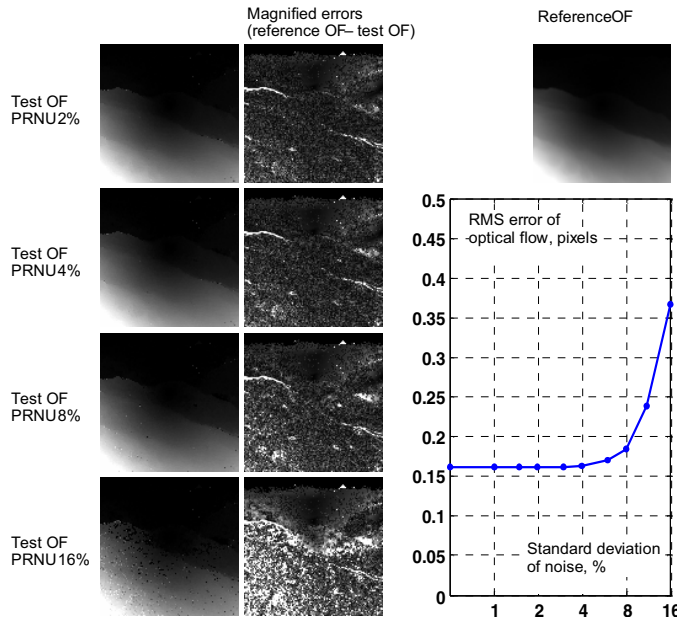 Magnified errors
(reference OF– test OF)
ReferenceOF
Test OF
PRNU2%
Test OF
PRNU4%
Test OF
PRNU8%
Test OF
PRNU16%
0.5
0.45
0.4
0.35
0.3
0.25
0.2
0.15
0.1
0.05
0
RMS error of
optical flow, pixels
Standard deviation
of noise, %
1 2 4 8 16